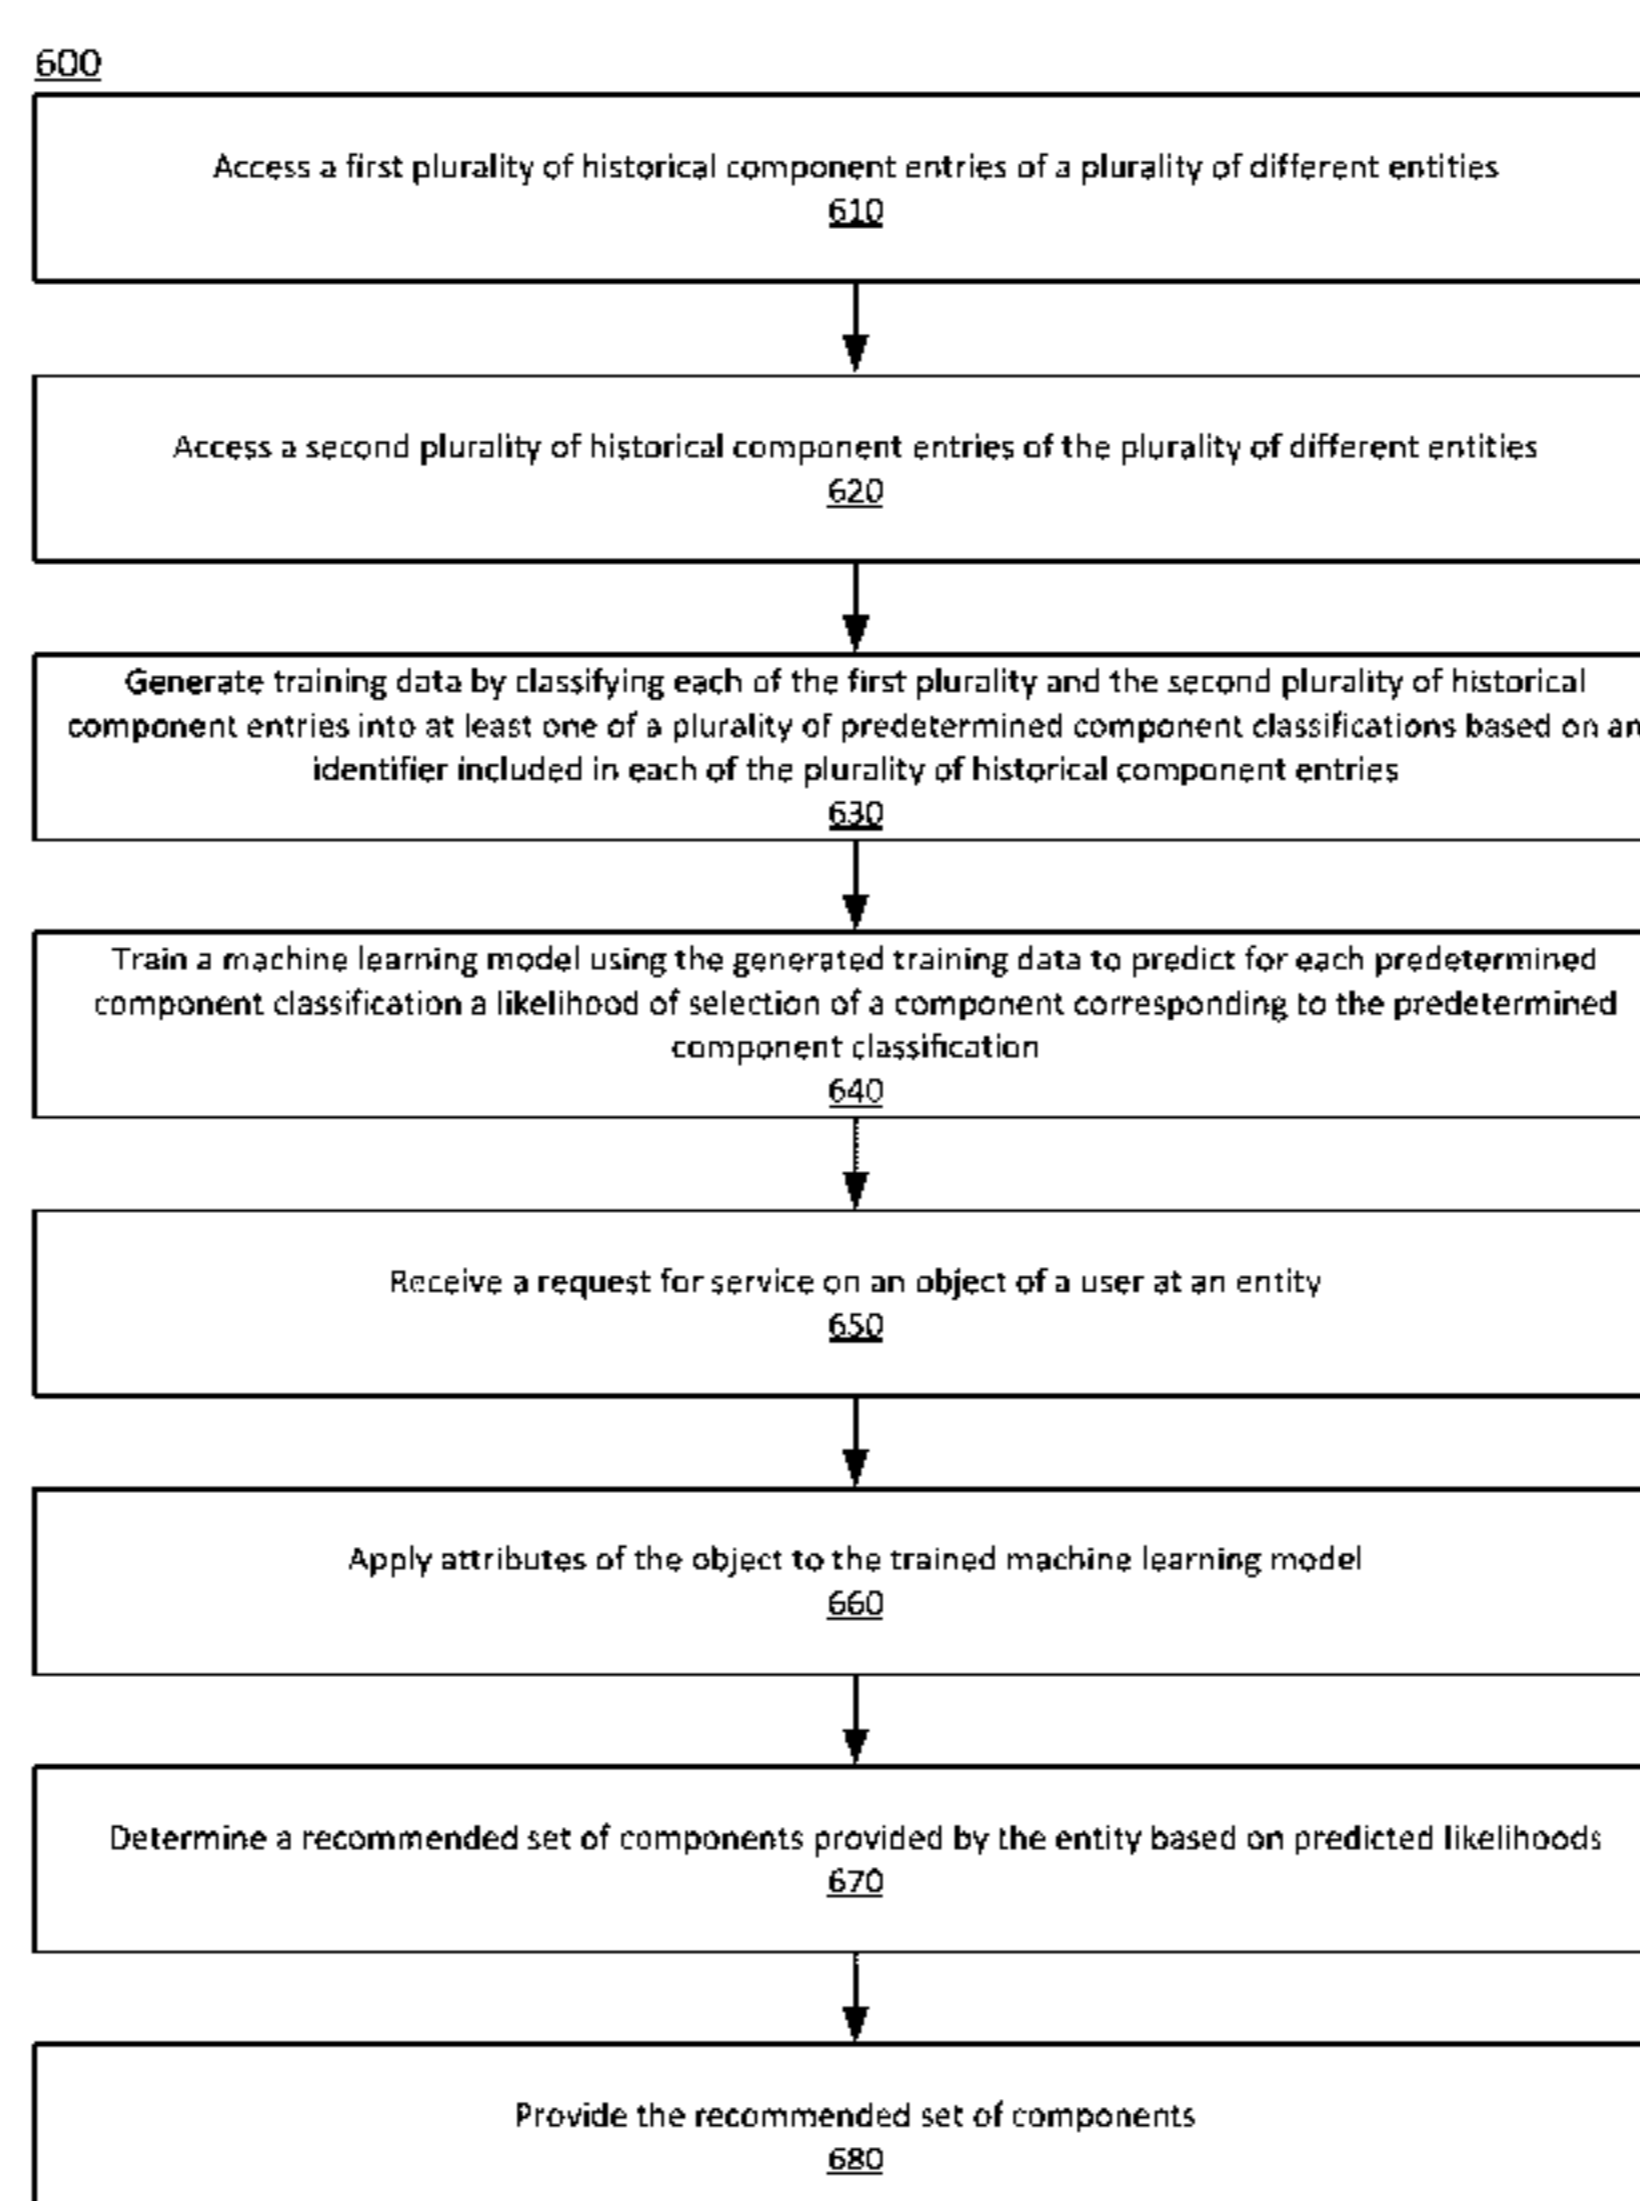 600
Access a first plurality of historical component entries of a plurality of different entities
610
Access a second plurality of historical component entries of the plurality of different entities
620
Generate training data by classifying each of the first plurality and the second plurality of historical
component entries into at least one of a plurality of predetermined component classifications based on an
identifier included in each of the plurality of historical component entries
630
Train a machine learning model using the generated training data to predict for each predetermined
component classification a likelihood of selection of a component corresponding to the predetermined
component classification
640
Receive a request for service on an object of a user at an entity
650
Apply attributes of the object to the trained machine learning model
660
Determine a recommended set of components provided by the entity based on predicted likelihoods
670
Provide the recommended set of components
680